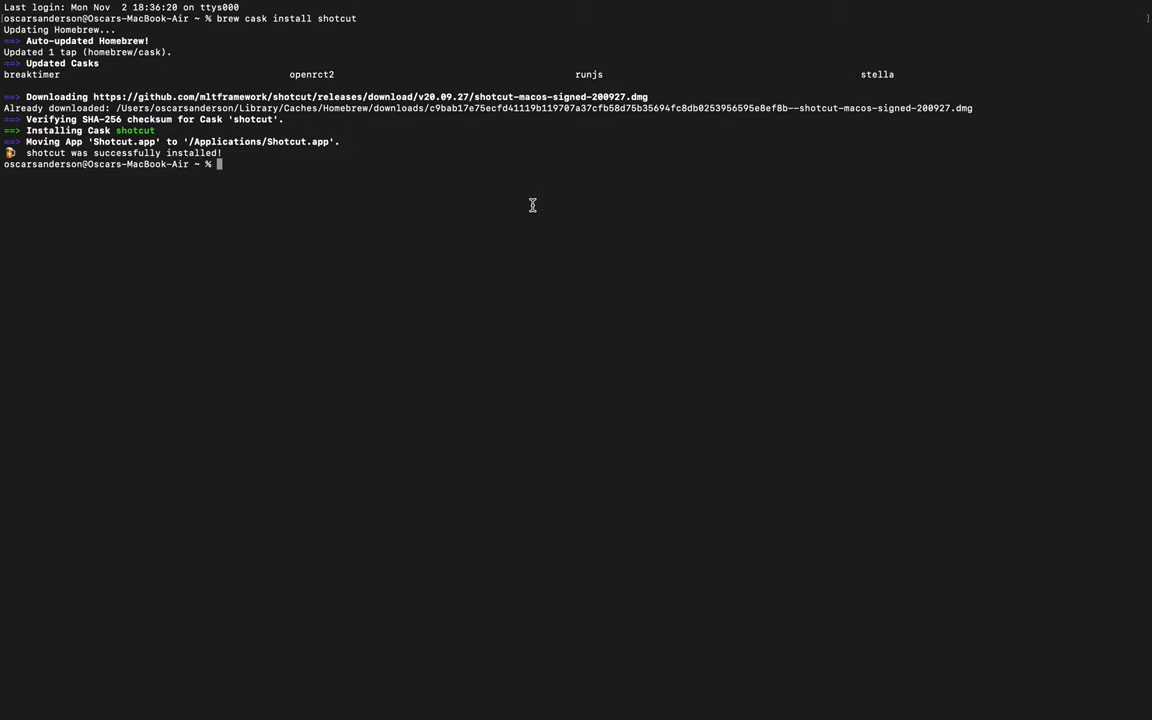 Last login: Mon Nov  2 18:36:20 on ttys000
[oscarsanderson@Oscars-MacBook-Air ~ % brew cask install shotcut ]
Updating Homebrew...
==> Auto-updated Homebrew!
Updated 1 tap (homebrew/cask).
==> Updated Casks
breaktimer openrct2 runjs stella
==> Downloading https://github.com/mltframework/shotcut/releases/download/v20.09.27/shotcut-macos-signed-200927.dmg
Already downloaded: /Users/oscarsanderson/Library/Caches/Homebrew/downloads/c9bab17e75ecfd41119b119707a37cfb58d75b35694fc8db0253956595e8ef8b--shotcut-macos-signed-200927.dmg
==> Verifying SHA-256 checksum for Cask 'shotcut'.
==> Installing Cask shotcut
==> Moving App 'Shotcut.app' to '/Applications/Shotcut.app'.
🍺 shotcut was successfully installed!
oscarsanderson@Oscars-MacBook-Air ~ %